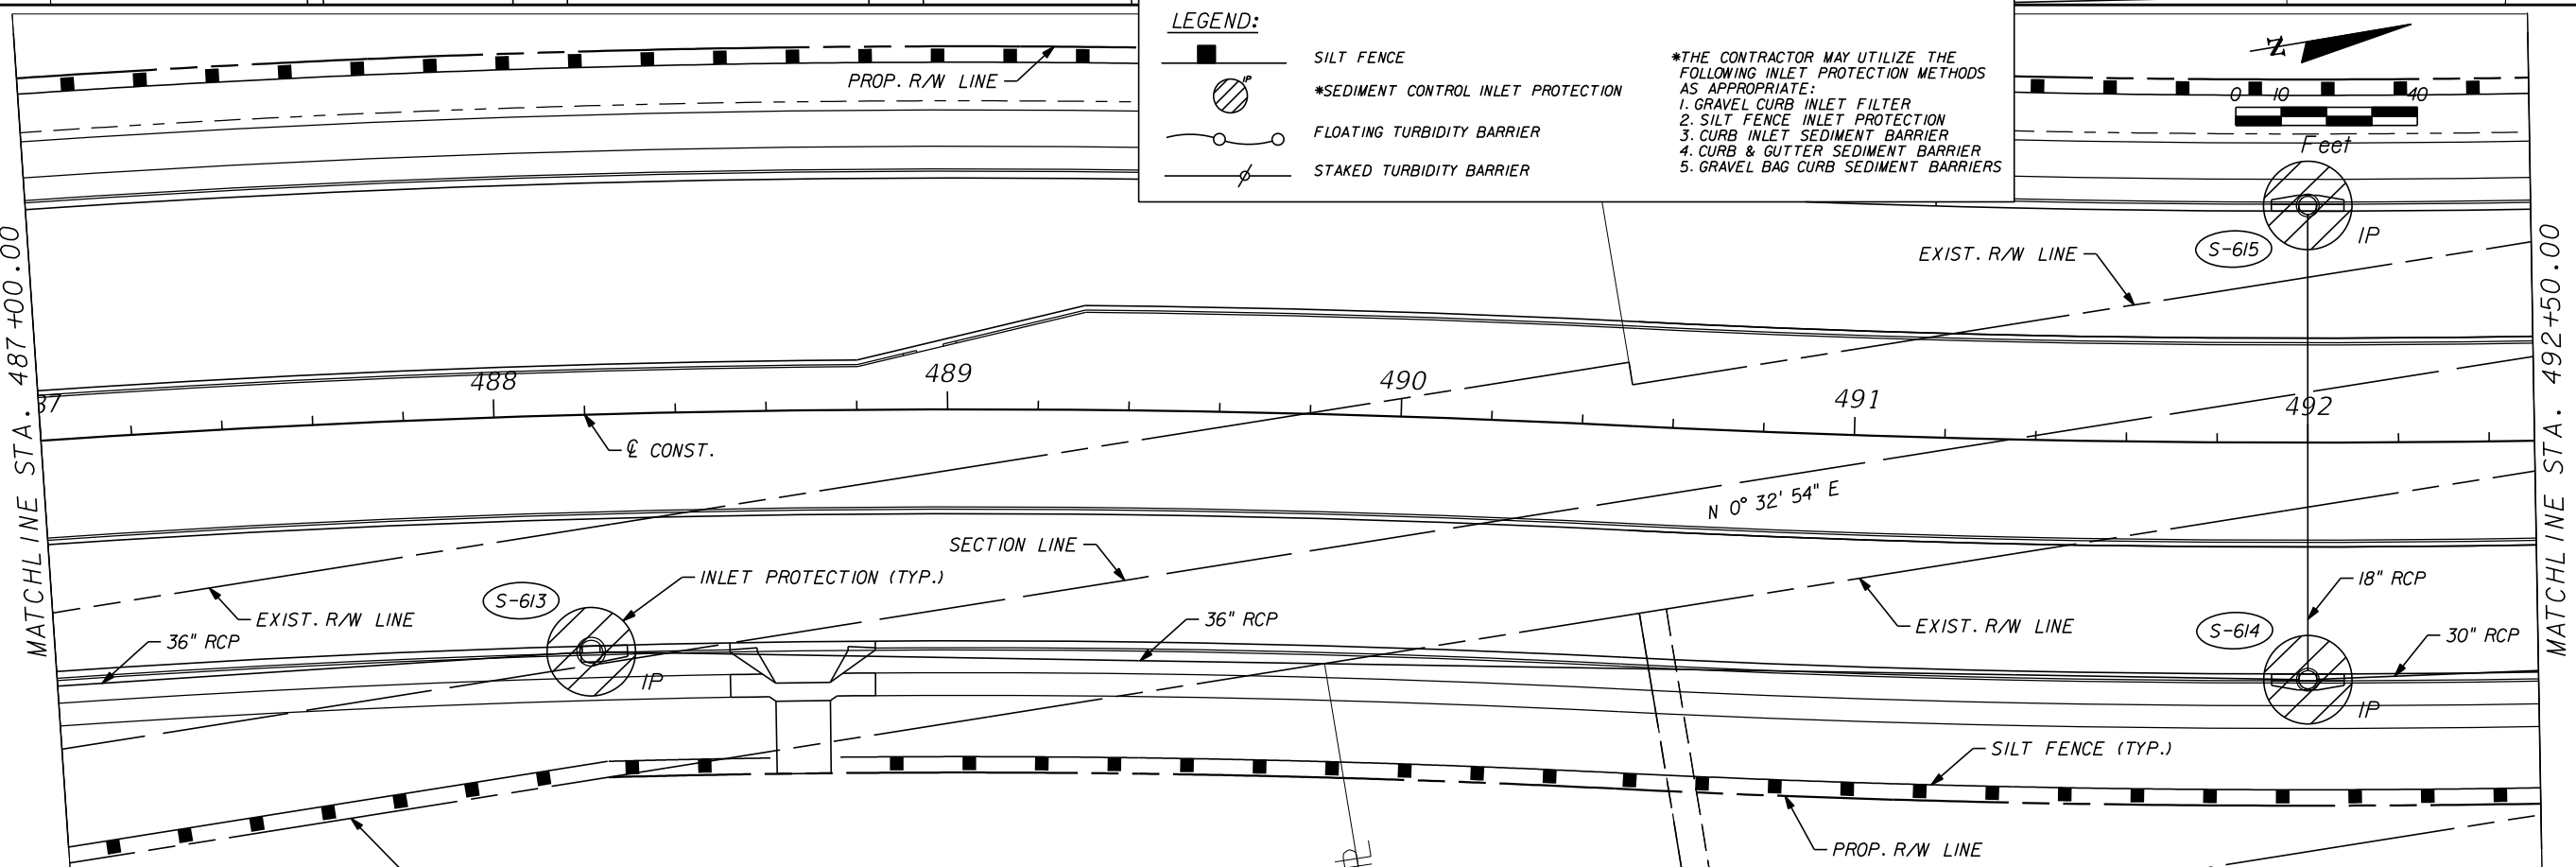 LEGEND:
SILT FENCE
IP
*SEDIMENT CONTROL INLET PROTECTION
FLOATING TURBIDITY BARRIER
STAKED TURBIDITY BARRIER
*THE CONTRACTOR MAY UTILIZE THE
FOLLOWING INLET PROTECTION METHODS
AS APPROPRIATE:
1. GRAVEL CURB INLET FILTER
2. SILT FENCE INLET PROTECTION
3. CURB INLET SEDIMENT BARRIER
4. CURB & GUTTER SEDIMENT BARRIER
5. GRAVEL BAG CURB SEDIMENT BARRIERS
N
0 10 40
Feet
PROP. R/W LINE
S-615
IP
EXIST. R/W LINE
MATCHLINE STA. 487+00.00
MATCHLINE STA. 492+50.00
37
488
489
490
491
492
℄ CONST.
N 0° 32' 54" E
SECTION LINE
INLET PROTECTION (TYP.)
S-613
EXIST. R/W LINE
36" RCP
IP
36" RCP
18" RCP
EXIST. R/W LINE
S-614
30" RCP
IP
SILT FENCE (TYP.)
PROP. R/W LINE